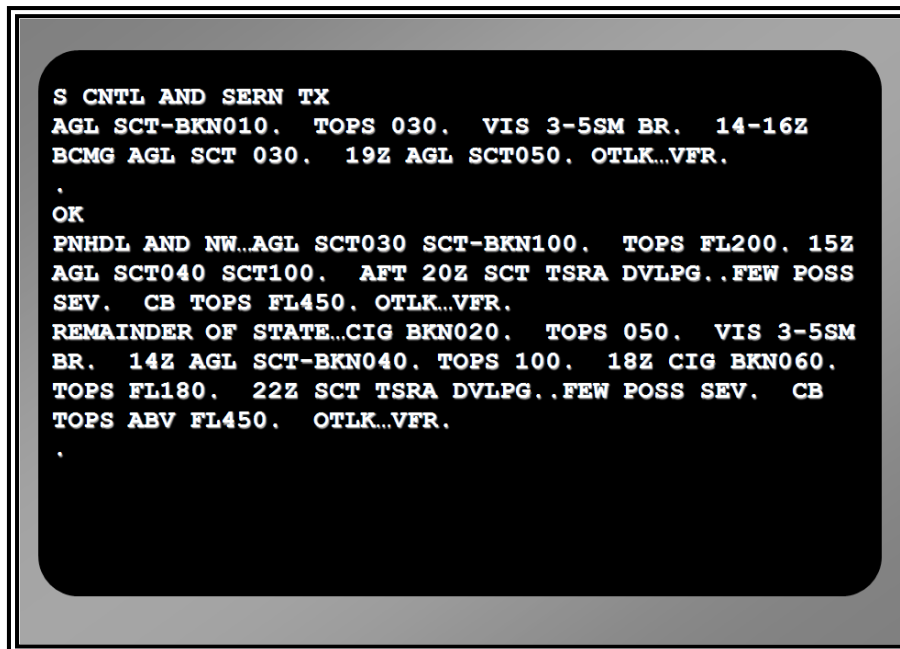 S CNTL AND SERN TX
AGL SCT-BKN010.  TOPS 030.  VIS 3-5SM BR.  14-16Z
BCMG AGL SCT 030.  19Z AGL SCT050. OTLK…VFR.
.
OK
PNHDL AND NW…AGL SCT030 SCT-BKN100.  TOPS FL200. 15Z
AGL SCT040 SCT100.  AFT 20Z SCT TSRA DVLPG..FEW POSS
SEV.  CB TOPS FL450. OTLK…VFR.
REMAINDER OF STATE…CIG BKN020.  TOPS 050.  VIS 3-5SM
BR.  14Z AGL SCT-BKN040. TOPS 100.  18Z CIG BKN060.
TOPS FL180.  22Z SCT TSRA DVLPG..FEW POSS SEV.  CB
TOPS ABV FL450.  OTLK…VFR.
.